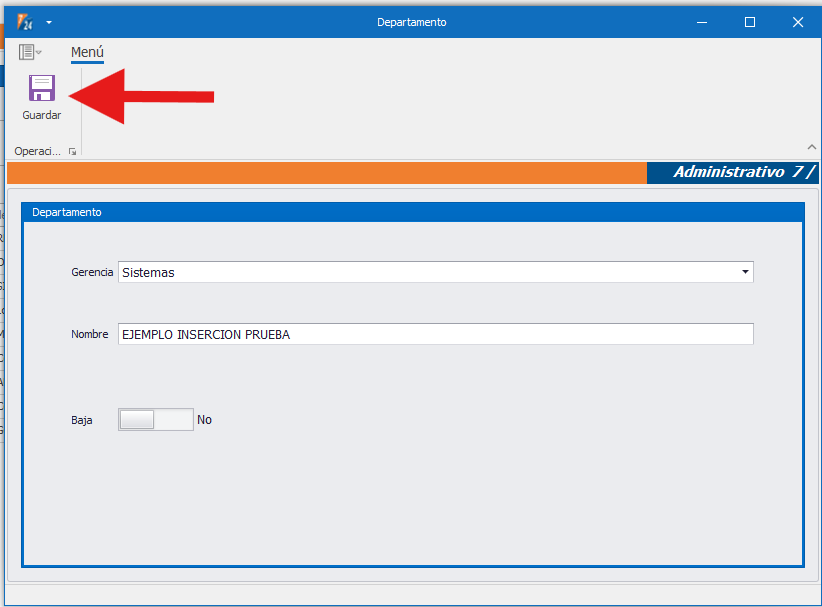 Departamento
Menú
Guardar
Operaci...
Administrativo 7 /
Departamento
Gerencia Sistemas
Nombre EJEMPLO INSERCION PRUEBA
Baja No